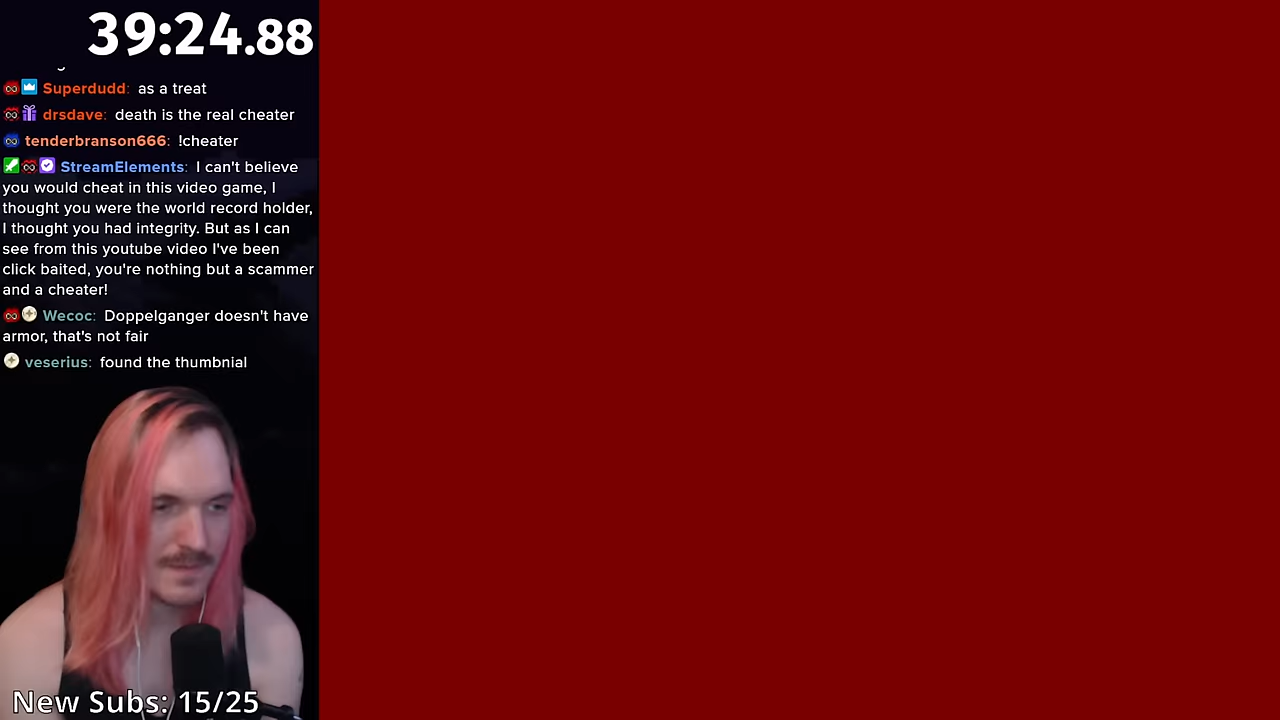 39:24.88
Superdudd: as a treat
drsdave: death is the real cheater
tenderbranson666: !cheater
StreamElements: I can't believe
you would cheat in this video game, I
thought you were the world record holder,
I thought you had integrity. But as I can
see from this youtube video I've been
click baited, you're nothing but a scammer
and a cheater!
Wecoc: Doppelganger doesn't have
armor, that's not fair
veserius: found the thumbnial
New Subs: 15/25